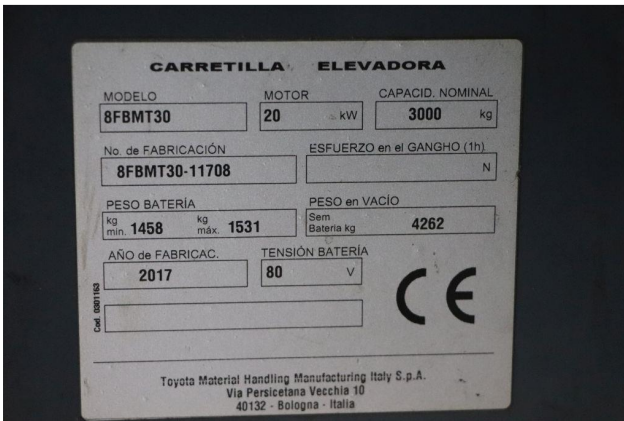 CARRETILLA ELEVADORA
MODELO MOTOR CAPACID. NOMINAL
8FBMT30 20 kW 3000 kg
No. de FABRICACIÓN ESFUERZO en el GANGHO (1h)
8FBMT30-11708 N
PESO BATERÍA PESO en VACÍO
kg min. 1458 kg máx. 1531 Sem Bateria kg 4262
AÑO de FABRICAC. TENSIÓN BATERÍA
2017 80 V
Cod. 0301163
CE
Toyota Material Handling Manufacturing Italy S.p.A.
Via Persicetana Vecchia 10
40132 - Bologna - Italia